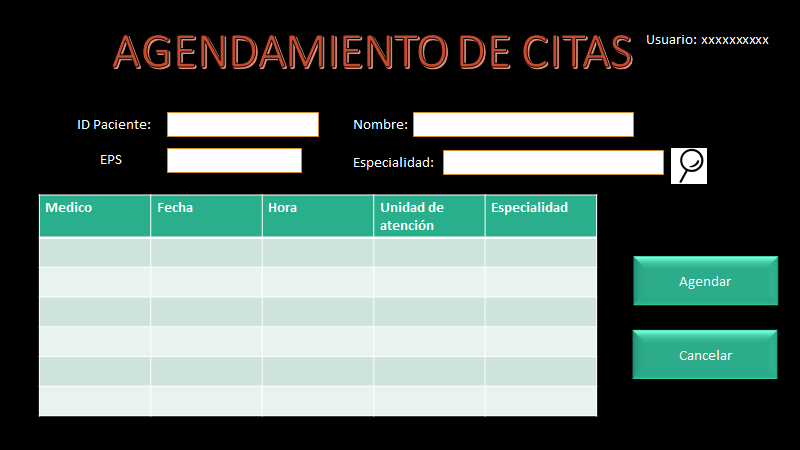 AGENDAMIENTO DE CITAS
Usuario: xxxxxxxxxx
ID Paciente:
Nombre:
EPS
Especialidad:
Medico
Fecha
Hora
Unidad de
atención
Especialidad
Agendar
Cancelar